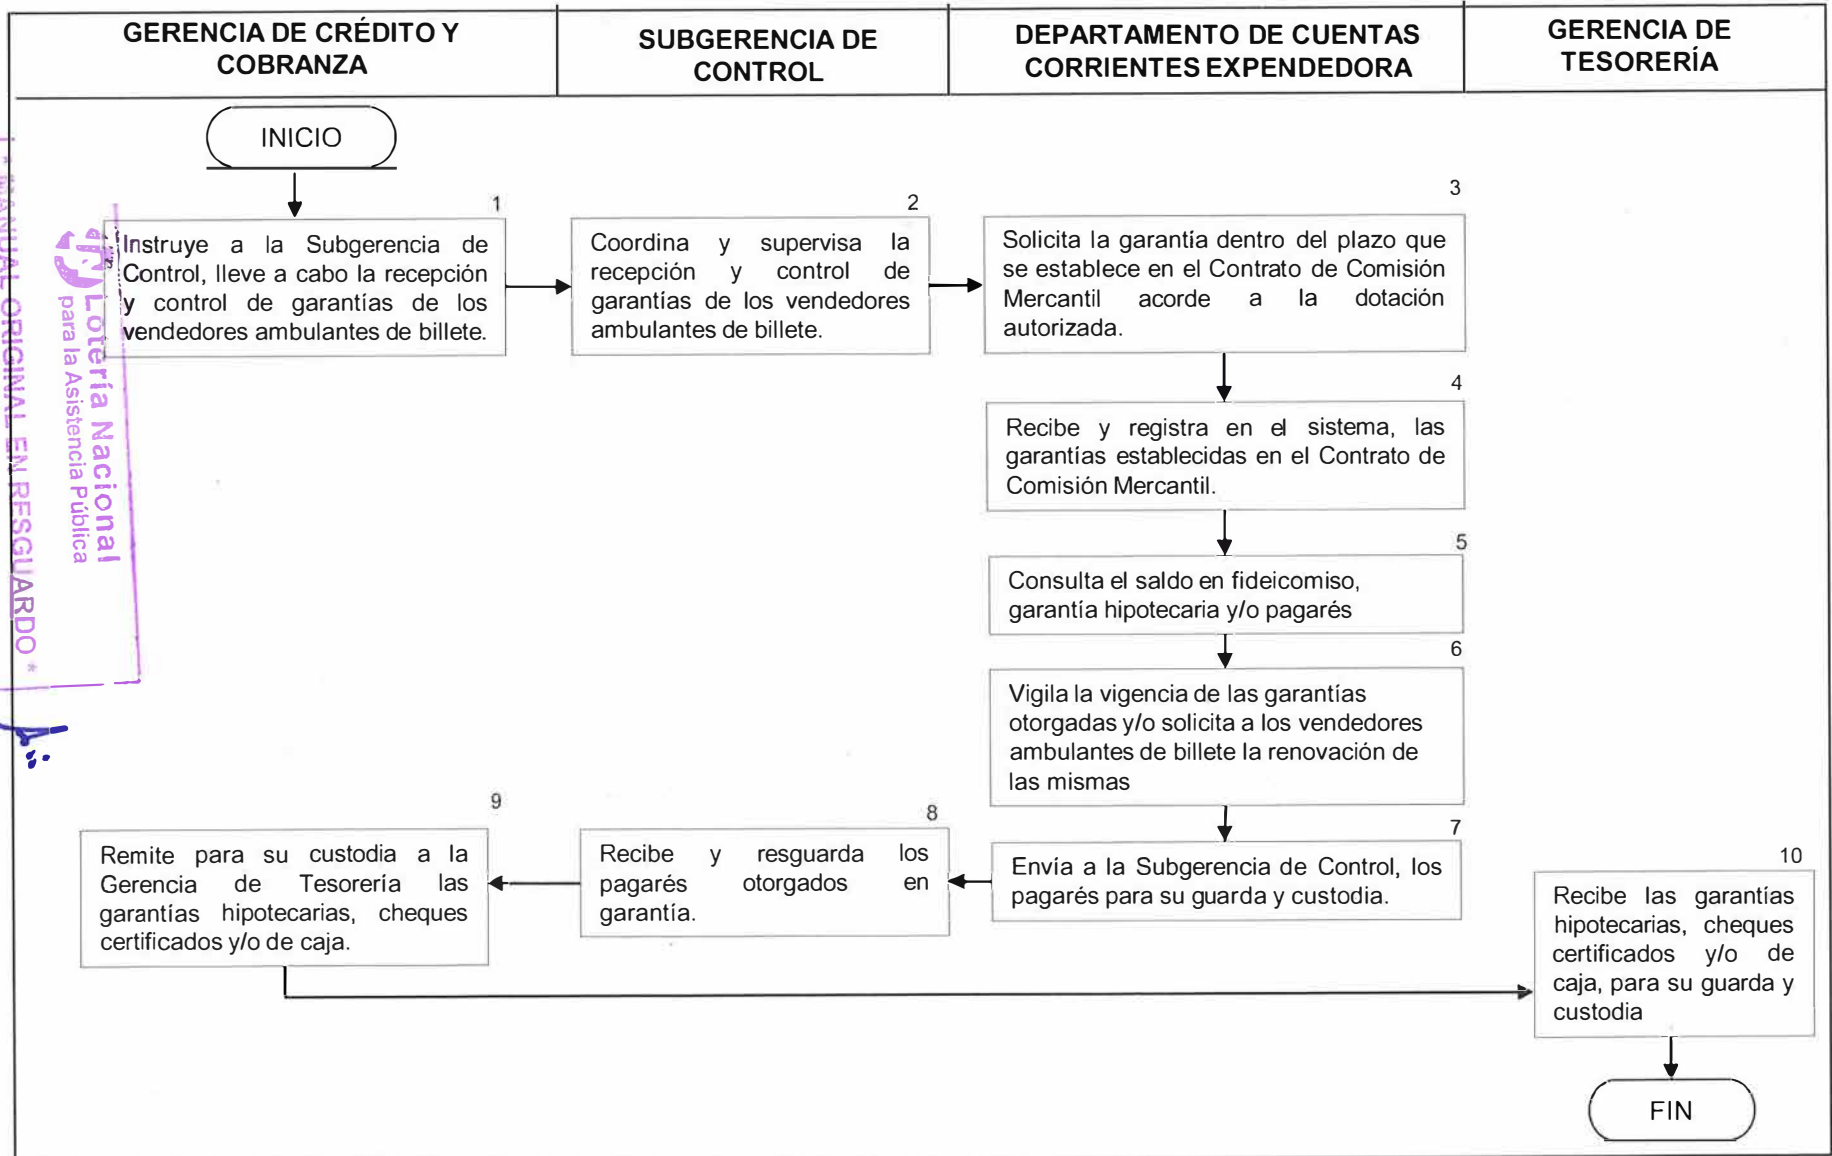 GERENCIA DE CRÉDITO Y
COBRANZA
SUBGERENCIA DE
CONTROL
DEPARTAMENTO DE CUENTAS
CORRIENTES EXPENDEDORA
GERENCIA DE
TESORERÍA
INICIO
1
Instruye a la Subgerencia de
Control, lleve a cabo la recepción
y control de garantías de los
vendedores ambulantes de billete.
2
Coordina y supervisa la
recepción y control de
garantías de los vendedores
ambulantes de billete.
3
Solicita la garantía dentro del plazo que
se establece en el Contrato de Comisión
Mercantil acorde a la dotación
autorizada.
4
Recibe y registra en el sistema, las
garantías establecidas en el Contrato de
Comisión Mercantil.
5
Consulta el saldo en fideicomiso,
garantía hipotecaria y/o pagarés
6
Vigila la vigencia de las garantías
otorgadas y/o solicita a los vendedores
ambulantes de billete la renovación de
las mismas
7
Envía a la Subgerencia de Control, los
pagarés para su guarda y custodia.
8
Recibe y resguarda los
pagarés otorgados en
garantía.
9
Remite para su custodia a la
Gerencia de Tesorería las
garantías hipotecarias, cheques
certificados y/o de caja.
10
Recibe las garantías
hipotecarias, cheques
certificados y/o de
caja, para su guarda y
custodia
FIN
Lotería Nacional
para la Asistencia Pública
* MANUAL ORIGINAL EN RESGUARDO *